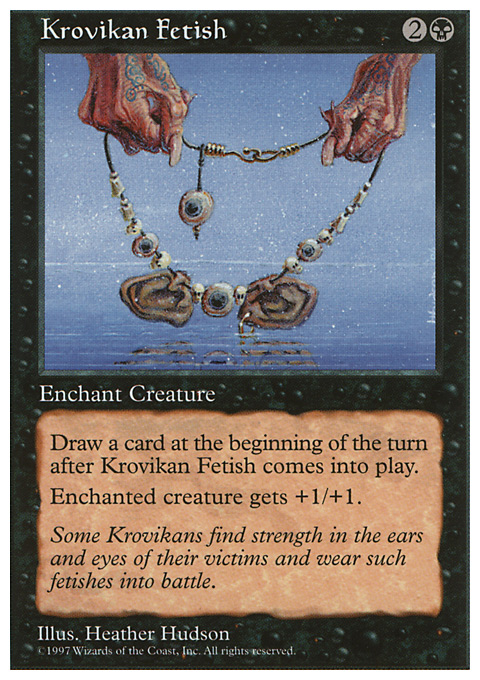 Krovikan Fetish 2
Enchant Creature
Draw a card at the beginning of the turn
after Krovikan Fetish comes into play.
Enchanted creature gets +1/+1.
Some Krovikans find strength in the ears
and eyes of their victims and wear such
fetishes into battle.
Illus. Heather Hudson
©1997 Wizards of the Coast, Inc. All rights reserved.